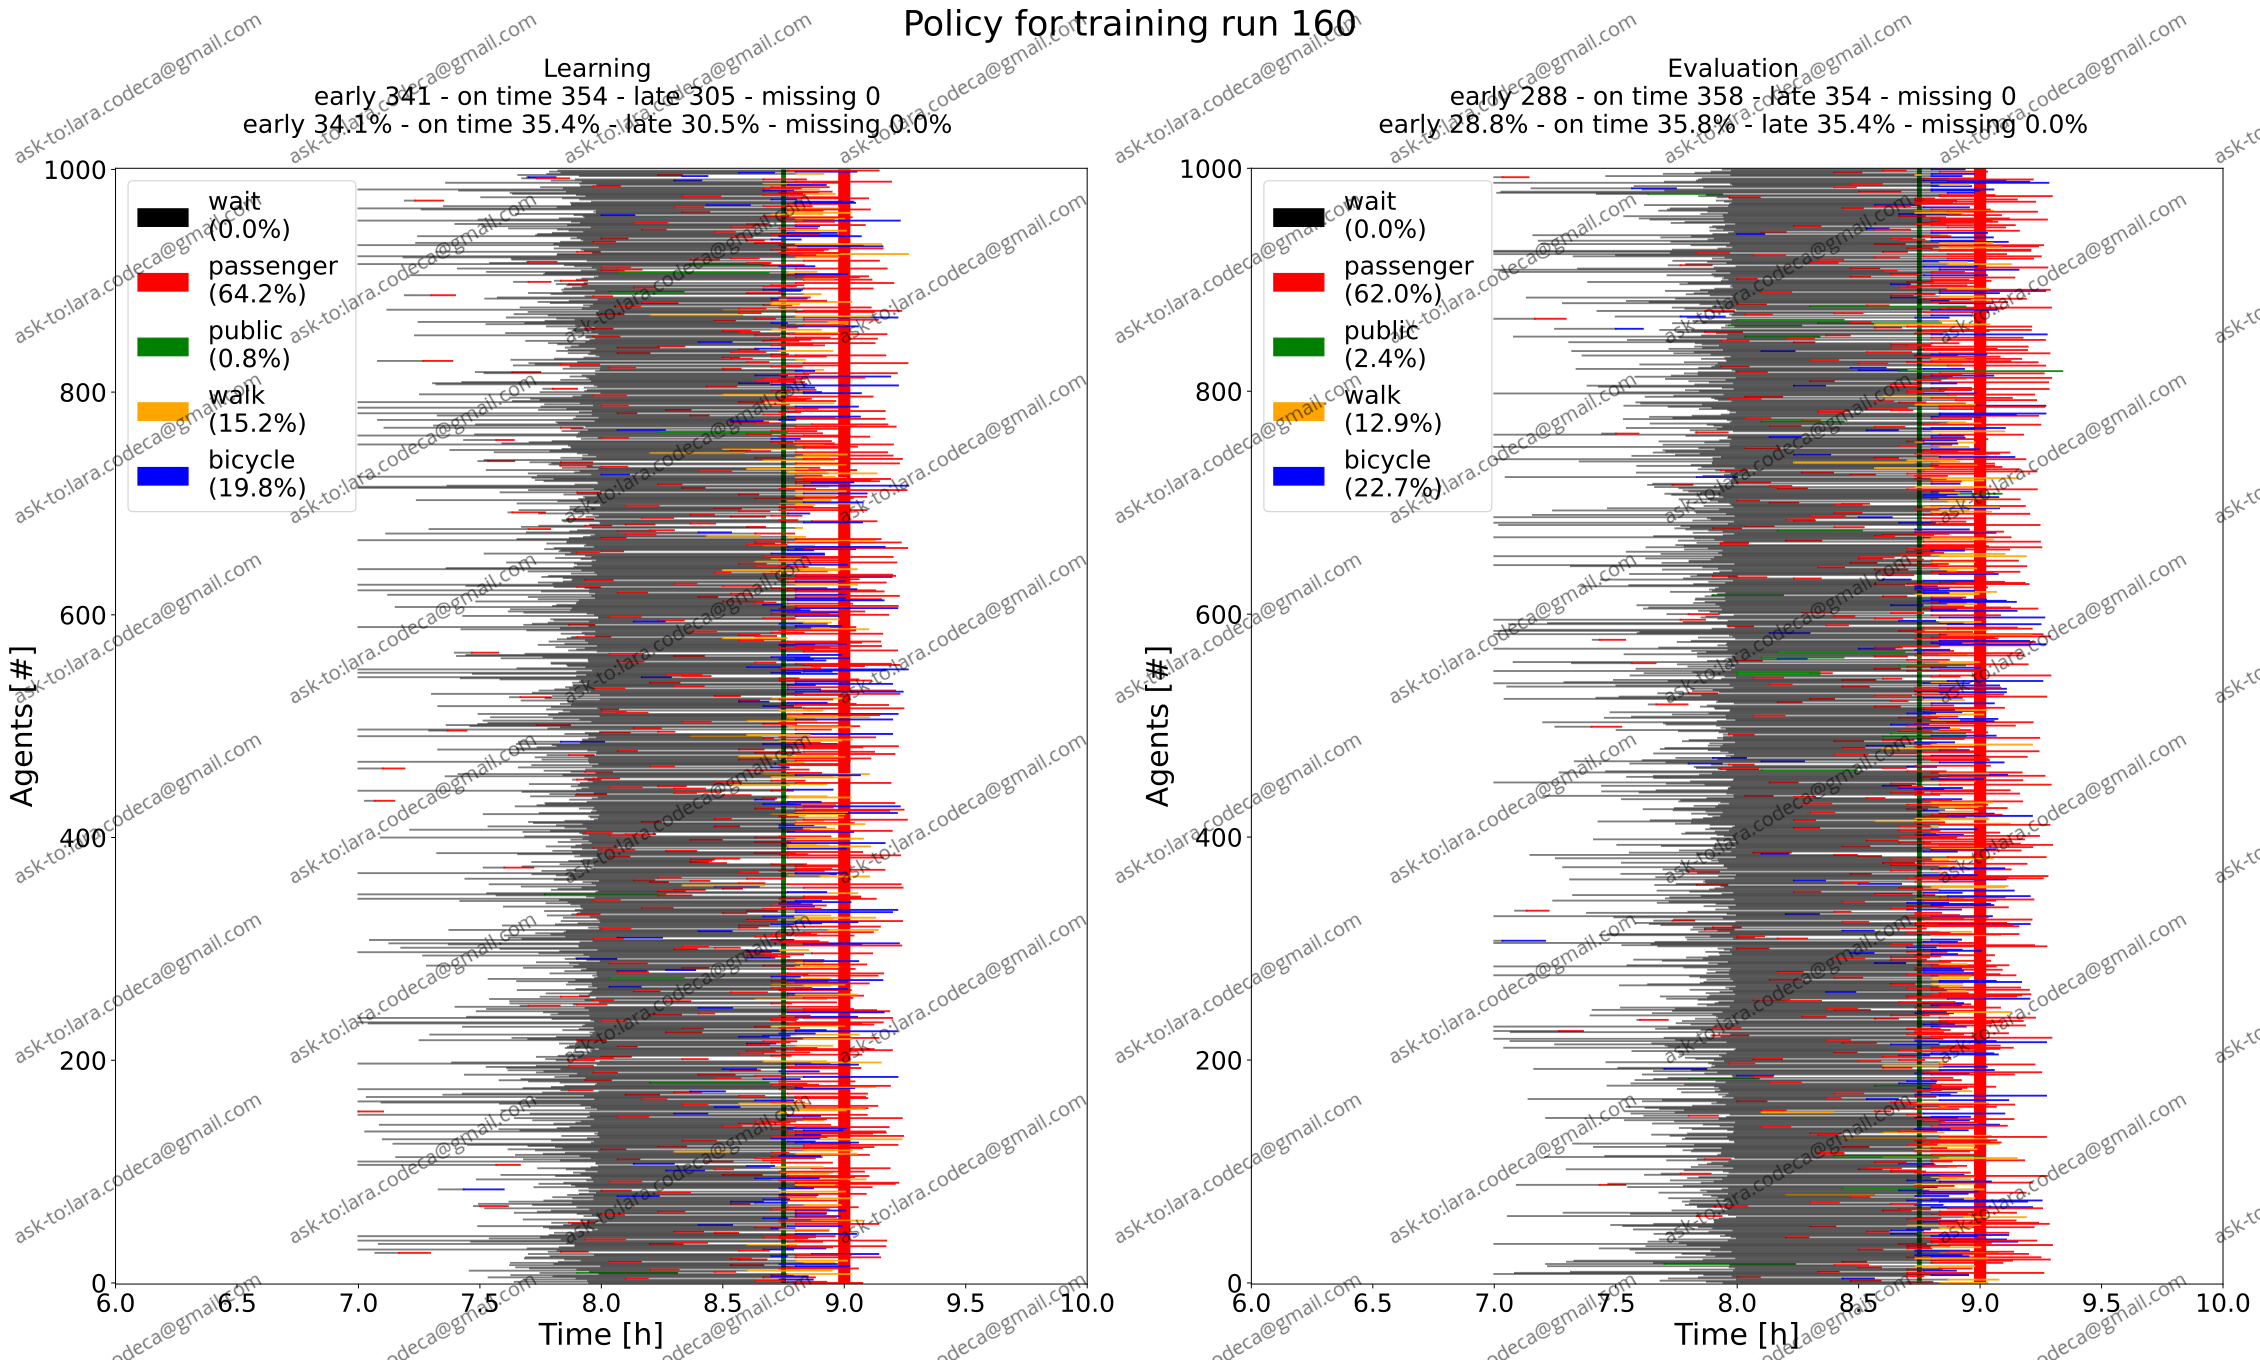 Policy for training run 160
Learning
early 341 - on time 354 - late 305 - missing 0
early 34.1% - on time 35.4% - late 30.5% - missing 0.0%
1000
800
600
400
200
0
Agents [#]
wait
(0.0%)
passenger
(64.2%)
public
(0.8%)
walk
(15.2%)
bicycle
(19.8%)
6.0 6.5 7.0 7.5 8.0 8.5 9.0 9.5 10.0
Time [h]
Evaluation
early 288 - on time 358 - late 354 - missing 0
early 28.8% - on time 35.8% - late 35.4% - missing 0.0%
1000
800
600
400
200
0
Agents [#]
wait
(0.0%)
passenger
(62.0%)
public
(2.4%)
walk
(12.9%)
bicycle
(22.7%)
6.0 6.5 7.0 7.5 8.0 8.5 9.0 9.5 10.0
Time [h]
ask-to:lara.codeca@gmail.com